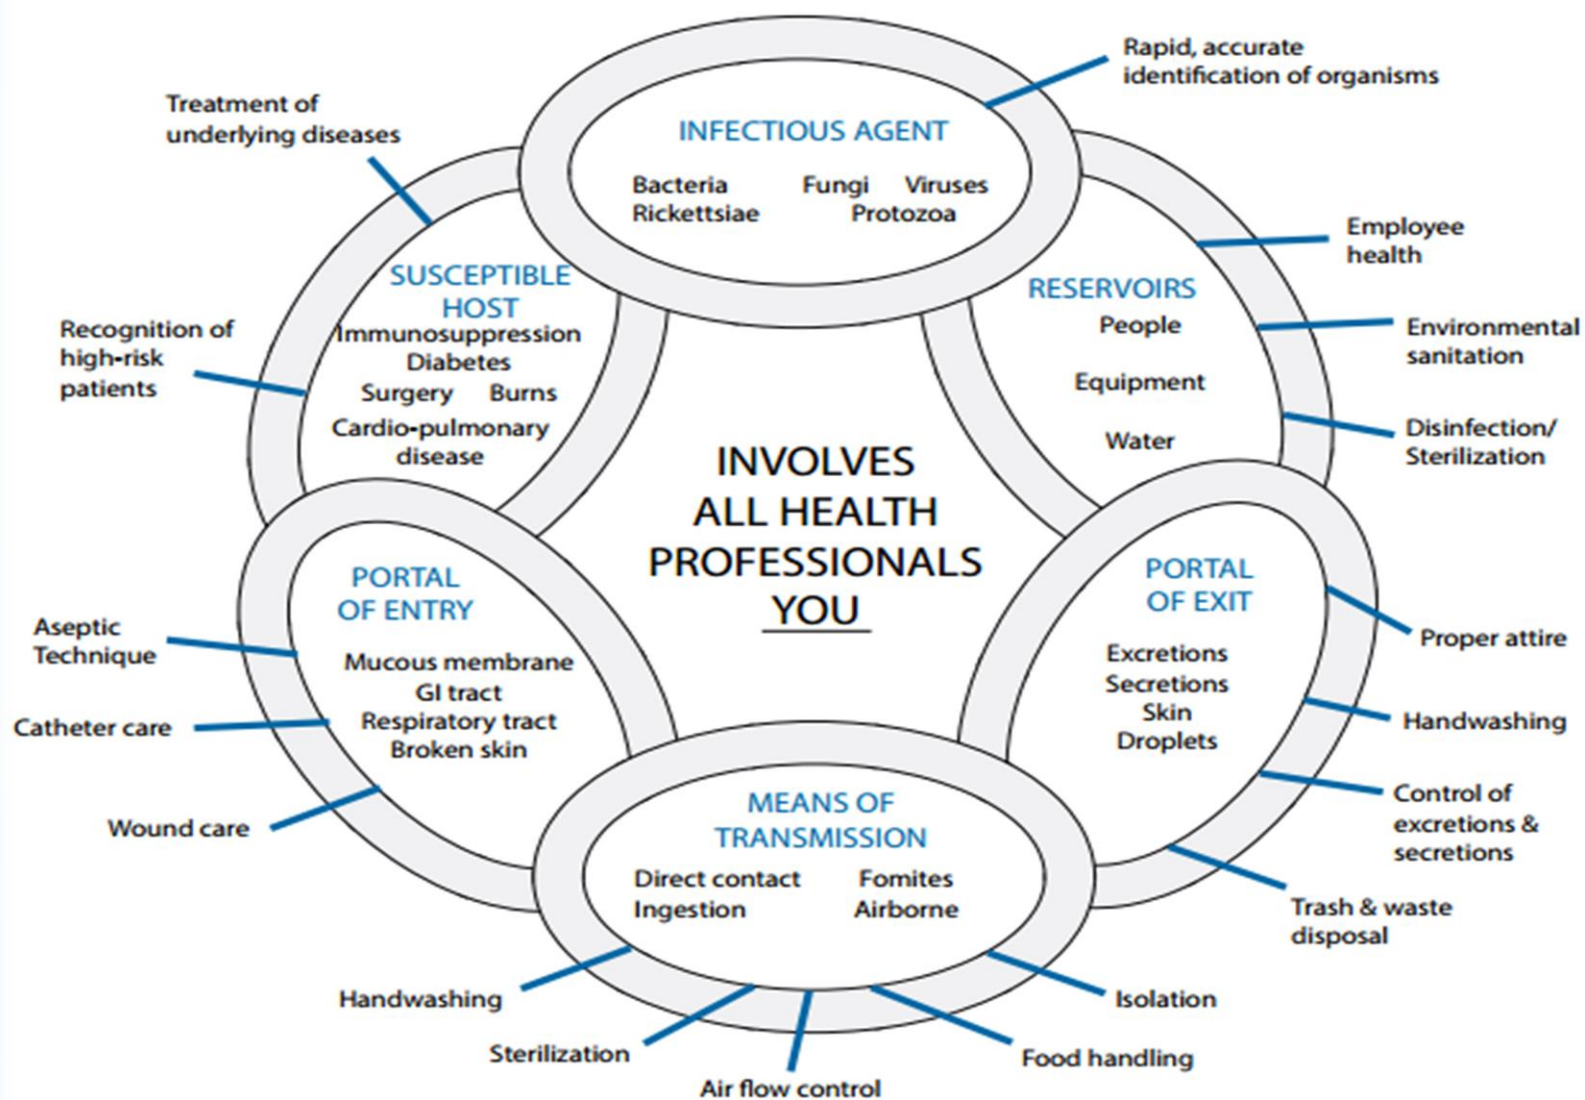 Rapid, accurate
identification of organisms
Treatment of
underlying diseases
INFECTIOUS AGENT
Bacteria Fungi Viruses
Rickettsiae Protozoa
Employee
health
SUSCEPTIBLE
HOST
Immunosuppression
Diabetes
Surgery Burns
Cardio-pulmonary
disease
RESERVOIRS
People
Equipment
Water
Recognition of
high-risk
patients
Environmental
sanitation
Disinfection/
Sterilization
INVOLVES
ALL HEALTH
PROFESSIONALS
YOU
PORTAL
OF ENTRY
Mucous membrane
GI tract
Respiratory tract
Broken skin
PORTAL
OF EXIT
Excretions
Secretions
Skin
Droplets
Aseptic
Technique
Catheter care
Wound care
Proper attire
Handwashing
Control of
excretions &
secretions
Trash & waste
disposal
MEANS OF
TRANSMISSION
Direct contact Fomites
Ingestion Airborne
Handwashing
Sterilization
Air flow control
Food handling
Isolation